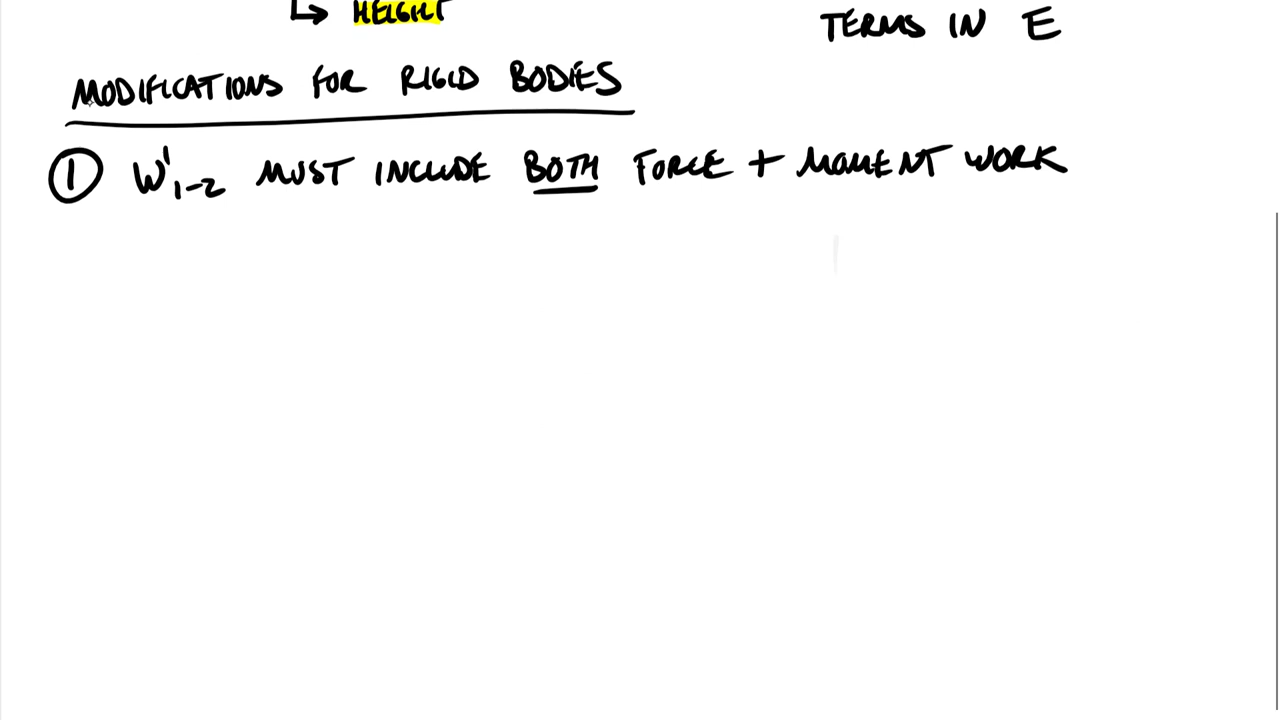 ↳ HEIGHT
TERMS IN E
MODIFICATIONS FOR RIGID BODIES
① W'₁₋₂ MUST INCLUDE BOTH FORCE + MOMENT WORK